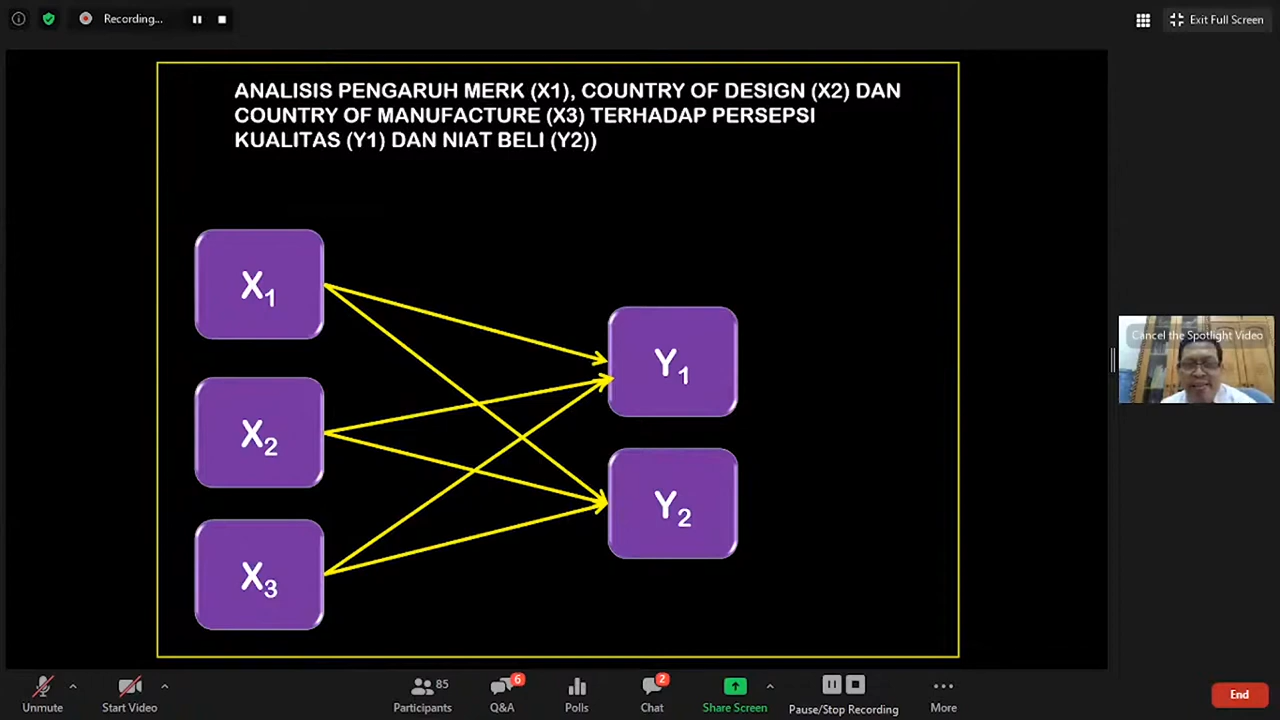 Recording...
Exit Full Screen
ANALISIS PENGARUH MERK (X1), COUNTRY OF DESIGN (X2) DAN
COUNTRY OF MANUFACTURE (X3) TERHADAP PERSEPSI
KUALITAS (Y1) DAN NIAT BELI (Y2))
X1
Y1
X2
Y2
X3
Cancel the Spotlight Video
Unmute
Start Video
85
Participants
6
Q&A
Polls
2
Chat
Share Screen
Pause/Stop Recording
More
End